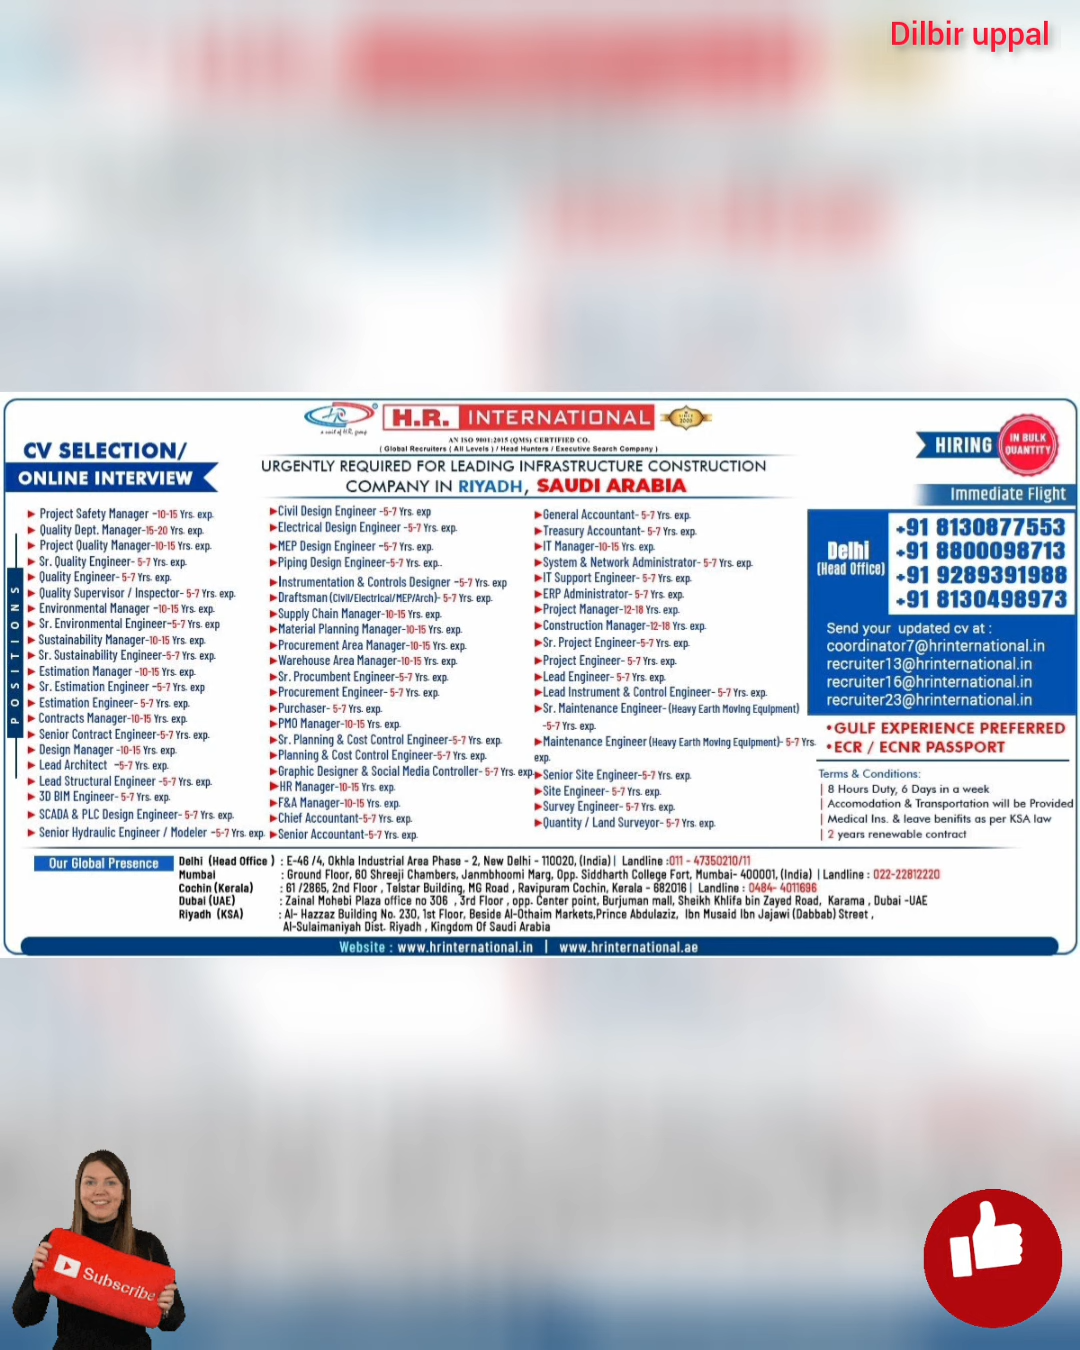 Dilbir uppal
H.R. INTERNATIONAL
AN ISO 9001:2015 (QMS) CERTIFIED CO.
( Global Recruiters ( All Levels ) / Head Hunters / Executive Search Company )
CV SELECTION/
ONLINE INTERVIEW
URGENTLY REQUIRED FOR LEADING INFRASTRUCTURE CONSTRUCTION
COMPANY IN RIYADH, SAUDI ARABIA
HIRING
IN BULK
QUANTITY
Immediate Flight
POSITIONS
Project Safety Manager -10-15 Yrs. exp.
Quality Dept. Manager-15-20 Yrs. exp.
Project Quality Manager-10-15 Yrs. exp.
Sr. Quality Engineer- 5-7 Yrs. exp.
Quality Engineer- 5-7 Yrs. exp.
Quality Supervisor / Inspector- 5-7 Yrs. exp.
Environmental Manager -10-15 Yrs. exp.
Sr. Environmental Engineer-5-7 Yrs. exp
Sustainability Manager-10-15 Yrs. exp.
Sr. Sustainability Engineer-5-7 Yrs. exp.
Estimation Manager -10-15 Yrs. exp.
Sr. Estimation Engineer -5-7 Yrs. exp
Estimation Engineer- 5-7 Yrs. exp.
Contracts Manager-10-15 Yrs. exp.
Senior Contract Engineer-5-7 Yrs. exp.
Design Manager -10-15 Yrs. exp.
Lead Architect -5-7 Yrs. exp.
Lead Structural Engineer -5-7 Yrs. exp.
3D BIM Engineer- 5-7 Yrs. exp.
SCADA & PLC Design Engineer- 5-7 Yrs. exp.
Senior Hydraulic Engineer / Modeler -5-7 Yrs. exp.
Civil Design Engineer -5-7 Yrs. exp
Electrical Design Engineer -5-7 Yrs. exp.
MEP Design Engineer -5-7 Yrs. exp.
Piping Design Engineer-5-7 Yrs. exp..
Instrumentation & Controls Designer -5-7 Yrs. exp
Draftsman (Civil/Electrical/MEP/Arch)- 5-7 Yrs. exp.
Supply Chain Manager-10-15 Yrs. exp.
Material Planning Manager-10-15 Yrs. exp.
Procurement Area Manager-10-15 Yrs. exp.
Warehouse Area Manager-10-15 Yrs. exp.
Sr. Procumbent Engineer-5-7 Yrs. exp.
Procurement Engineer- 5-7 Yrs. exp.
Purchaser- 5-7 Yrs. exp.
PMO Manager-10-15 Yrs. exp.
Sr. Planning & Cost Control Engineer-5-7 Yrs. exp.
Planning & Cost Control Engineer-5-7 Yrs. exp.
Graphic Designer & Social Media Controller- 5-7 Yrs. exp
HR Manager-10-15 Yrs. exp.
F&A Manager-10-15 Yrs. exp.
Chief Accountant-5-7 Yrs. exp.
Senior Accountant-5-7 Yrs. exp.
General Accountant- 5-7 Yrs. exp.
Treasury Accountant- 5-7 Yrs. exp.
IT Manager-10-15 Yrs. exp.
System & Network Administrator- 5-7 Yrs. exp.
IT Support Engineer- 5-7 Yrs. exp.
ERP Administrator- 5-7 Yrs. exp.
Project Manager-12-18 Yrs. exp.
Construction Manager-12-18 Yrs. exp.
Sr. Project Engineer-5-7 Yrs. exp.
Project Engineer- 5-7 Yrs. exp.
Lead Engineer- 5-7 Yrs. exp.
Lead Instrument & Control Engineer- 5-7 Yrs. exp.
Sr. Maintenance Engineer- (Heavy Earth Moving Equipment)
-5-7 Yrs. exp.
Maintenance Engineer (Heavy Earth Moving Equipment)- 5-7 Yrs.
exp.
Senior Site Engineer-5-7 Yrs. exp.
Site Engineer- 5-7 Yrs. exp.
Survey Engineer- 5-7 Yrs. exp.
Quantity / Land Surveyor- 5-7 Yrs. exp.
Delhi
(Head Office)
+91 8130877553
+91 8800098713
+91 9289391988
+91 8130498973
Send your updated cv at :
coordinator7@hrinternational.in
recruiter13@hrinternational.in
recruiter16@hrinternational.in
recruiter23@hrinternational.in
•GULF EXPERIENCE PREFERRED
•ECR / ECNR PASSPORT
Terms & Conditions:
| 8 Hours Duty, 6 Days in a week
| Accomodation & Transportation will be Provided
| Medical Ins. & leave benifits as per KSA law
| 2 years renewable contract
Our Global Presence
Delhi (Head Office ) : E-46 /4, Okhla Industrial Area Phase - 2, New Delhi - 110020, (India) | Landline :011 - 47350210/11
Mumbai : Ground Floor, 60 Shreeji Chambers, Janmbhoomi Marg, Opp. Siddharth College Fort, Mumbai- 400001, (India) | Landline : 022-22812220
Cochin (Kerala) : 61 /2865, 2nd Floor , Telstar Building, MG Road , Ravipuram Cochin, Kerala - 682016 | Landline : 0484- 4011696
Dubai (UAE) : Zainal Mohebi Plaza office no 306 , 3rd Floor , opp. Center point, Burjuman mall, Sheikh Khlifa bin Zayed Road, Karama , Dubai -UAE
Riyadh (KSA) : Al- Hazzaz Building No. 230, 1st Floor, Beside Al-Othaim Markets,Prince Abdulaziz, Ibn Musaid Ibn Jajawi (Dabbab) Street ,
Al-Sulaimaniyah Dist. Riyadh , Kingdom Of Saudi Arabia
Website : www.hrinternational.in | www.hrinternational.ae
Subscribe